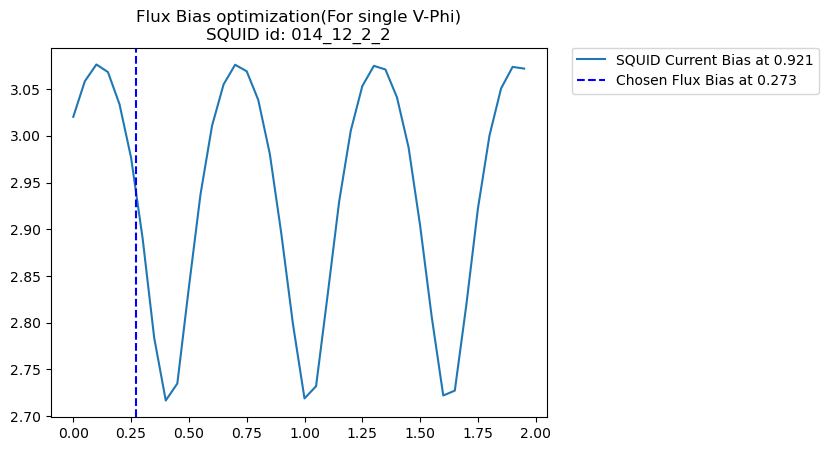 Flux Bias optimization(For single V-Phi)
SQUID id: 014_12_2_2
SQUID Current Bias at 0.921
Chosen Flux Bias at 0.273
3.05
3.00
2.95
2.90
2.85
2.80
2.75
2.70
0.00 0.25 0.50 0.75 1.00 1.25 1.50 1.75 2.00